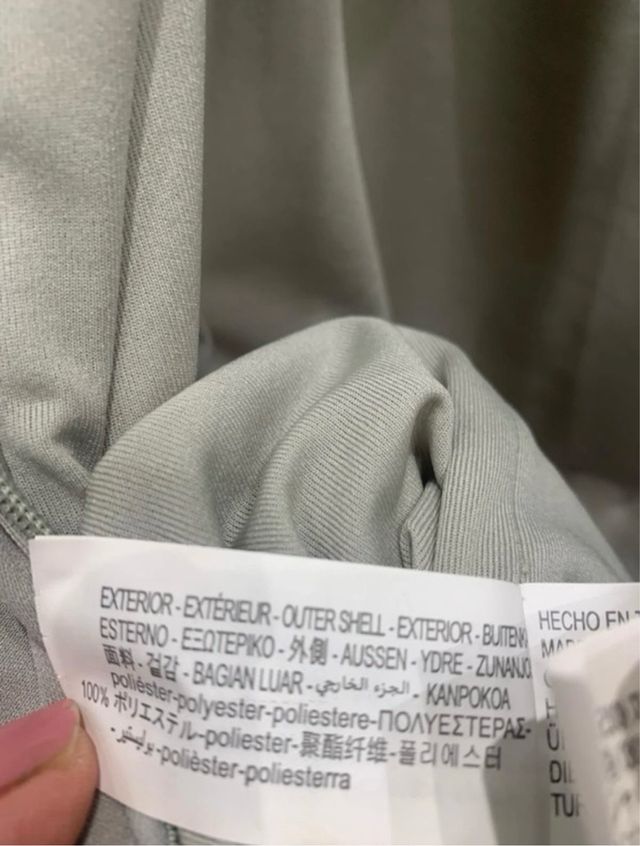 EXTERIOR - EXTÉRIEUR - OUTER SHELL - EXTERIOR -
ESTERNO - ΕΞΩΤΕΡΙΚΟ - 外側 - AUSSEN - YDRE -
面料 - 겉감 - BAGIAN LUAR - الجزء الخارجي - KANPOKOA
poliéster-polyester-poliestere-ΠΟΛΥΕΣΤΕΡΑΣ-
100% ポリエステル-poliester-聚酯纤维-폴리에스터
- بوليستر-polièster-poliesterra
HECHO EN